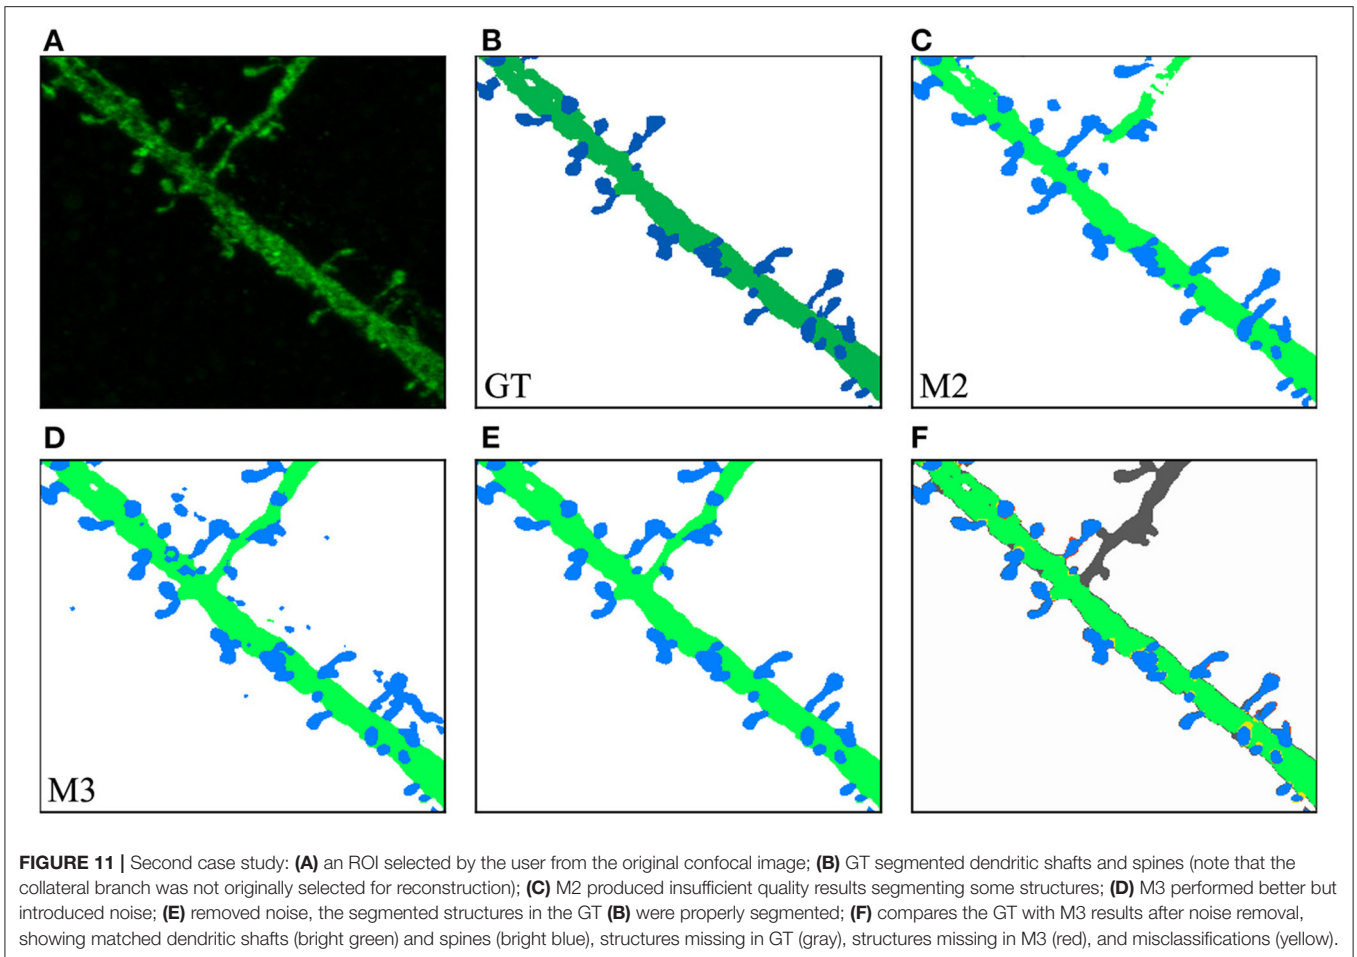 A
B
C
GT
M2
D
E
F
M3
FIGURE 11 | Second case study: (A) an ROI selected by the user from the original confocal image; (B) GT segmented dendritic shafts and spines (note that the
collateral branch was not originally selected for reconstruction); (C) M2 produced insufficient quality results segmenting some structures; (D) M3 performed better but
introduced noise; (E) removed noise, the segmented structures in the GT (B) were properly segmented; (F) compares the GT with M3 results after noise removal,
showing matched dendritic shafts (bright green) and spines (bright blue), structures missing in GT (gray), structures missing in M3 (red), and misclassifications (yellow).